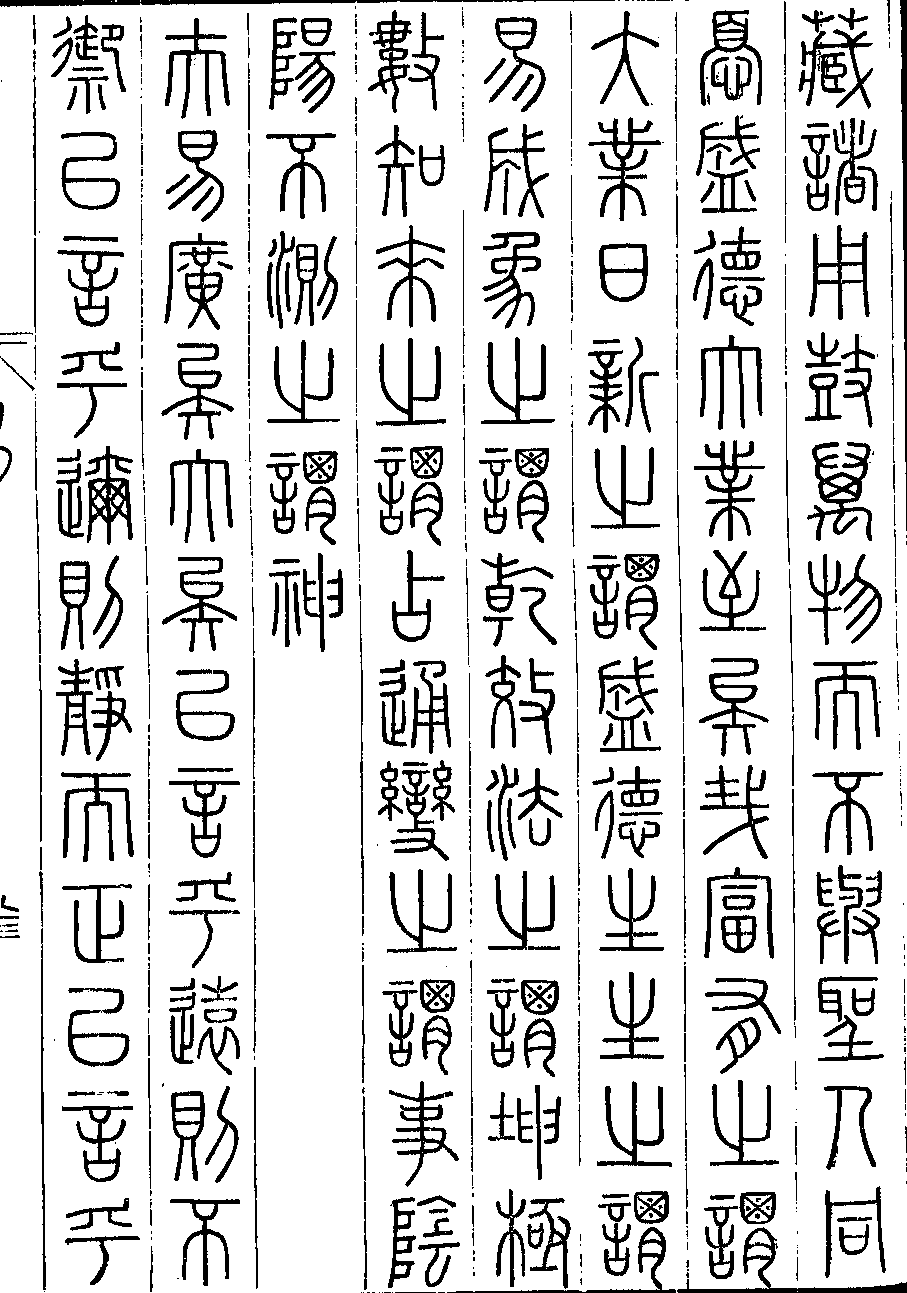 藏諸用鼓萬物而不與聖人同
憂盛德大業至矣哉富有之謂
大業日新之謂盛德生生之謂
易成象之謂乾效法之謂坤極
數知來之謂占通變之謂事陰
陽不測之謂神
夫易廣矣大矣以言乎遠則不
禦以言乎邇則靜而正以言乎